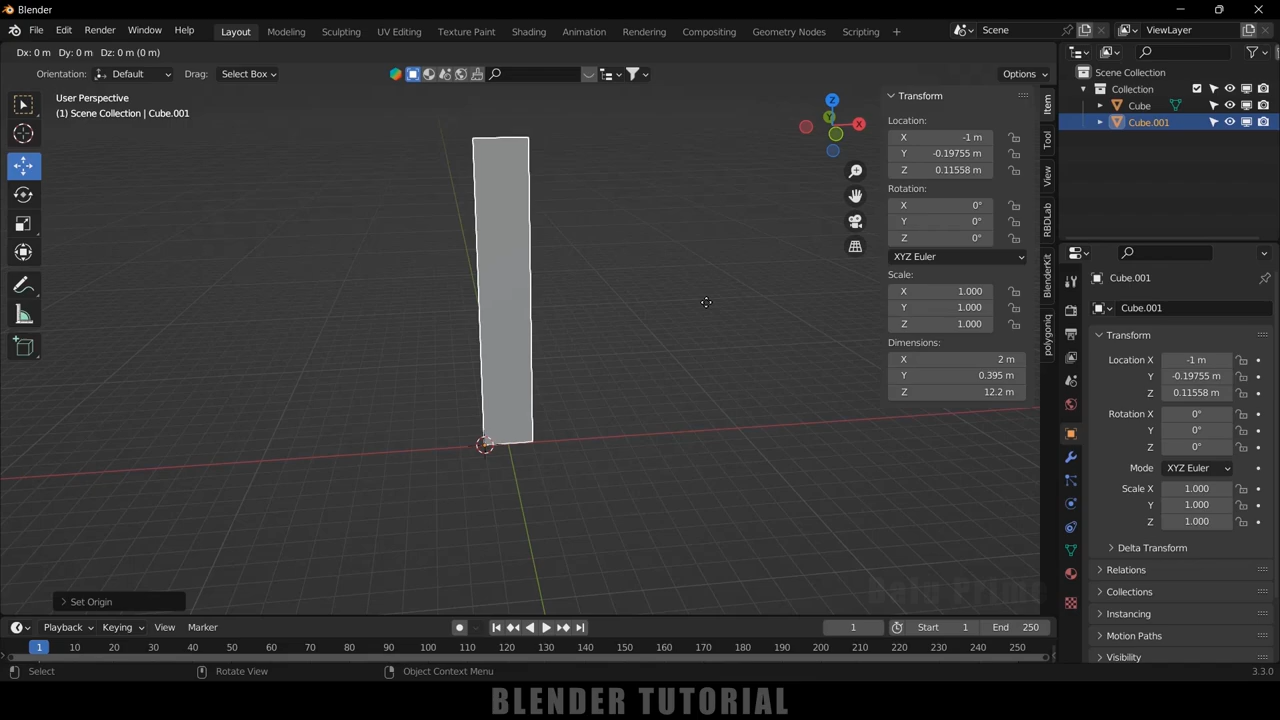 Blender
File Edit Render Window Help Layout Modeling Sculpting UV Editing Texture Paint Shading Animation Rendering Compositing Geometry Nodes Scripting + Scene ViewLayer
Dx: 0 m Dy: 0 m Dz: 0 m (0 m)
Orientation: Default Drag: Select Box Options
User Perspective
(1) Scene Collection | Cube.001
Transform
Location:
X -1 m
Y -0.19755 m
Z 0.11558 m
Rotation:
X 0°
Y 0°
Z 0°
XYZ Euler
Scale:
X 1.000
Y 1.000
Z 1.000
Dimensions:
X 2 m
Y 0.395 m
Z 12.2 m
Item
Tool
View
RBDLab
BlenderKit
polygoniq
Z
Y
X
Scene Collection
Collection
Cube
Cube.001
Cube.001
Cube.001
Transform
Location X -1 m
Y -0.19755 m
Z 0.11558 m
Rotation X 0°
Y 0°
Z 0°
Mode XYZ Euler
Scale X 1.000
Y 1.000
Z 1.000
Delta Transform
Relations
Collections
Instancing
Motion Paths
Visibility
Set Origin
Playback Keying View Marker 1 Start 1 End 250
1 10 20 30 40 50 60 70 80 90 100 110 120 130 140 150 160 170 180 190 200 210 220 230 240 250
Select Rotate View Object Context Menu 3.3.0
BLENDER TUTORIAL